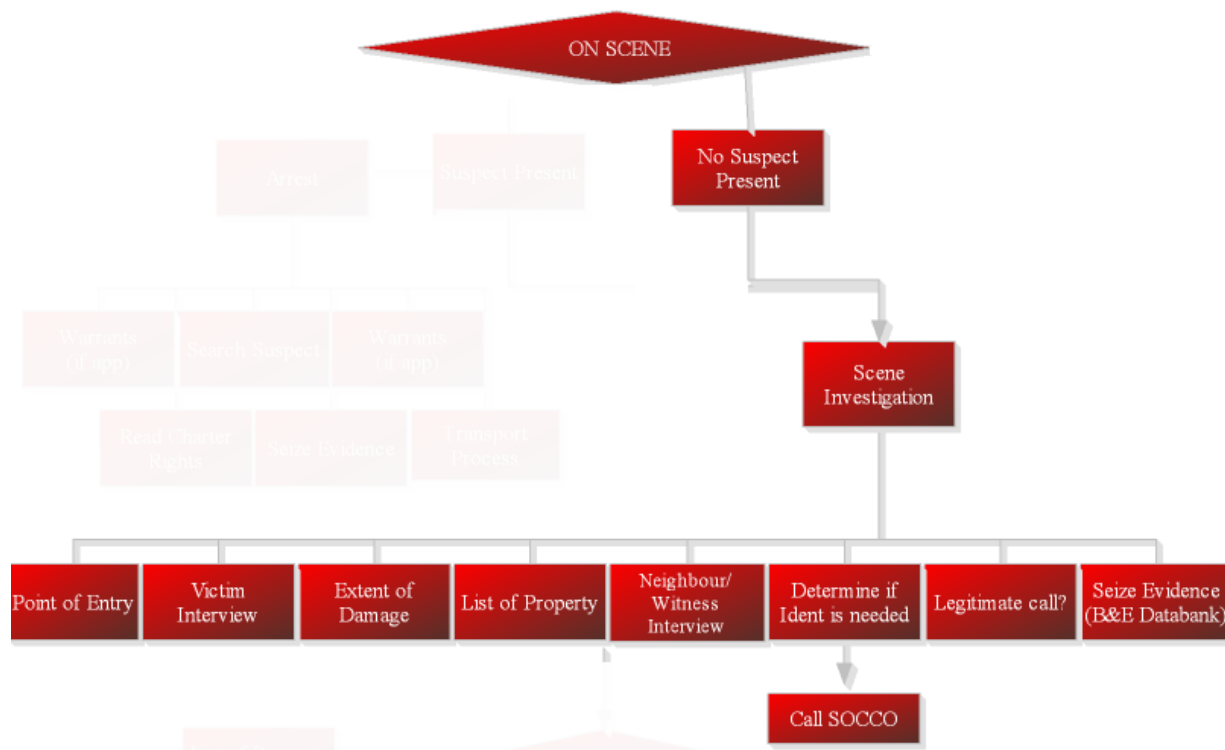 ON SCENE
No Suspect
Present
Arrest
Suspect Present
Warrants
(if app)
Search Suspect
Warrants
(if app)
Scene
Investigation
Read Charter
Rights
Seize Evidence
Transport
Process
Point of Entry
Victim
Interview
Extent of
Damage
List of Property
Neighbour/
Witness
Interview
Determine if
Ident is needed
Legitimate call?
Seize Evidence
(B&E Databank)
Call SOCCO